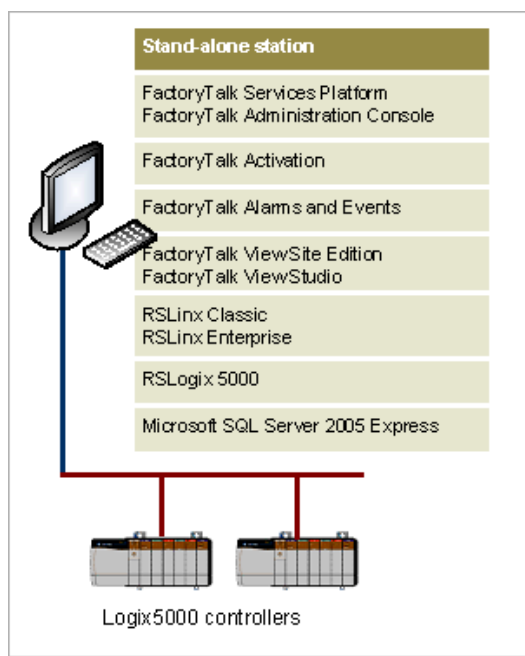 Stand-alone station
FactoryTalk Services Platform
FactoryTalk Administration Console
FactoryTalk Activation
FactoryTalk Alarms and Events
FactoryTalk ViewSite Edition
FactoryTalk ViewStudio
RSLinx Classic
RSLinx Enterprise
RSLogix 5000
Microsoft SQL Server 2005 Express
Logix5000 controllers